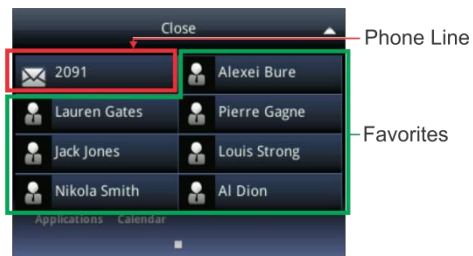 Close
Phone Line
2091
Alexei Bure
Lauren Gates
Pierre Gagne
Favorites
Jack Jones
Louis Strong
Nikola Smith
Al Dion
Applications Calendar